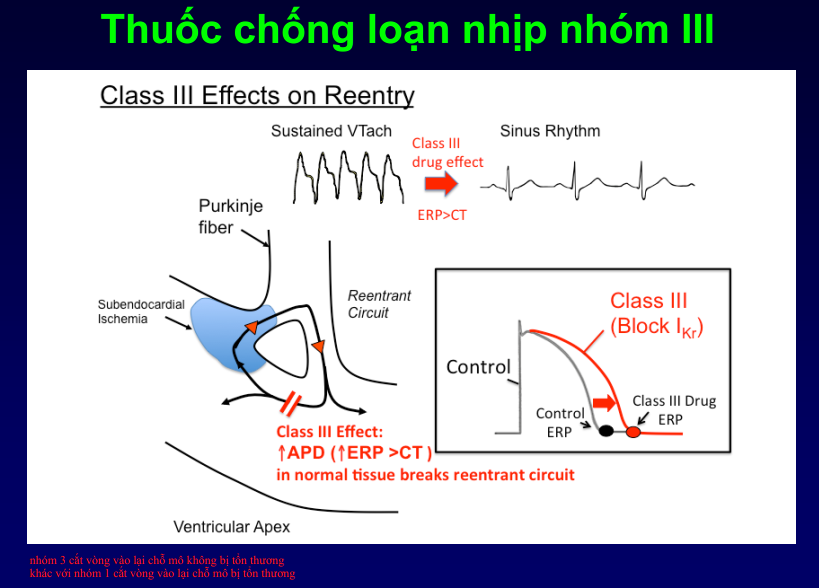 Thuốc chống loạn nhịp nhóm III
Class III Effects on Reentry
Sustained VTach
Class III
drug effect
ERP>CT
Sinus Rhythm
Purkinje
fiber
Subendocardial
Ischemia
Reentrant
Circuit
Class III
(Block IKr)
Control
Control
ERP
Class III Drug
ERP
Class III Effect:
↑APD (↑ERP >CT )
in normal tissue breaks reentrant circuit
Ventricular Apex
nhóm 3 cắt vòng vào lại chỗ mô không bị tổn thương
khác với nhóm 1 cắt vòng vào lại chỗ mô bị tổn thương